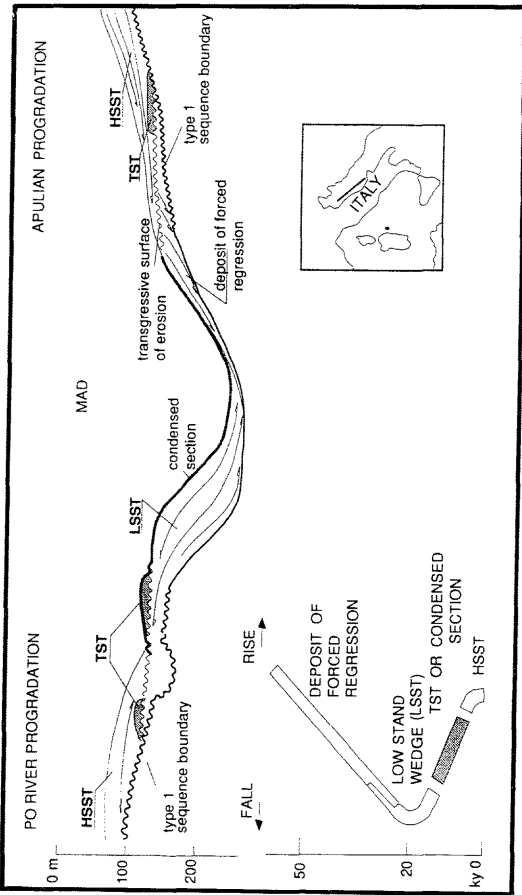 PO RIVER PROGRADATION
MAD
APULIAN PROGRADATION
0 m
100
200
HSST
type 1
sequence boundary
TST
LSST
condensed
section
transgressive surface
of erosion
deposit of forced
regression
TST
HSST
type 1
sequence boundary
FALL
RISE
50
20
ky 0
DEPOSIT OF
FORCED
REGRESSION
LOW STAND
WEDGE (LSST)
TST OR CONDENSED
SECTION
HSST
ITALY